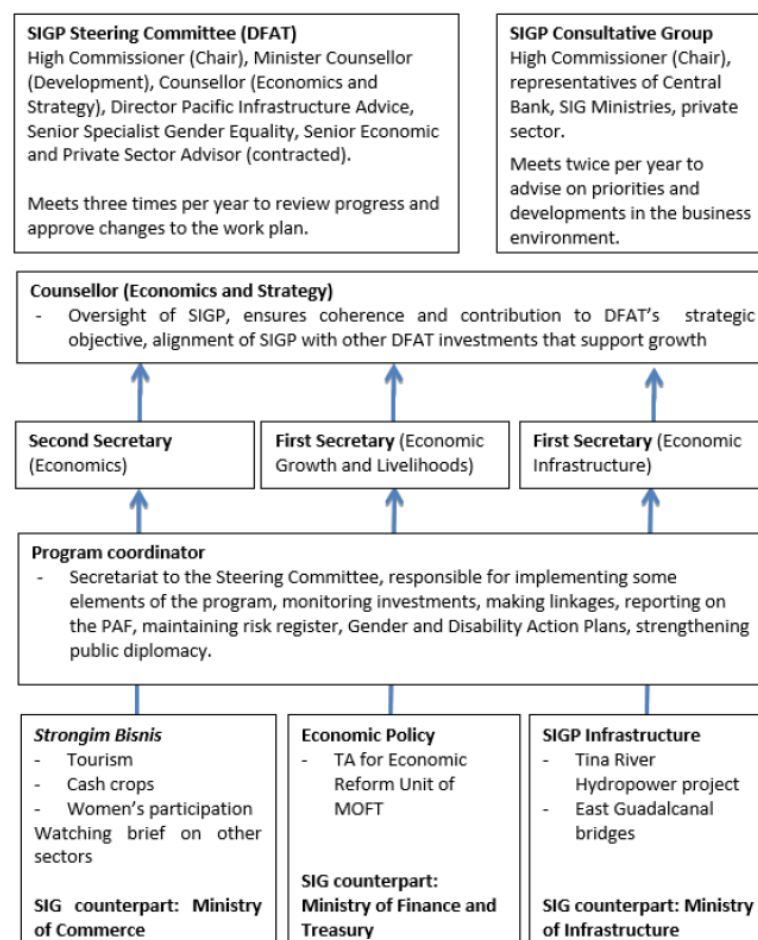 SIGP Steering Committee (DFAT)
High Commissioner (Chair), Minister Counsellor
(Development), Counsellor (Economics and
Strategy), Director Pacific Infrastructure Advice,
Senior Specialist Gender Equality, Senior Economic
and Private Sector Advisor (contracted).
Meets three times per year to review progress and
approve changes to the work plan.
SIGP Consultative Group
High Commissioner (Chair),
representatives of Central
Bank, SIG Ministries, private
sector.
Meets twice per year to
advise on priorities and
developments in the business
environment.
Counsellor (Economics and Strategy)
- Oversight of SIGP, ensures coherence and contribution to DFAT's strategic
objective, alignment of SIGP with other DFAT investments that support growth
Second Secretary
(Economics)
First Secretary (Economic
Growth and Livelihoods)
First Secretary (Economic
Infrastructure)
Program coordinator
- Secretariat to the Steering Committee, responsible for implementing some
elements of the program, monitoring investments, making linkages, reporting on
the PAF, maintaining risk register, Gender and Disability Action Plans, strengthening
public diplomacy.
Strongim Bisnis
- Tourism
- Cash crops
- Women's participation
Watching brief on other
sectors
SIG counterpart: Ministry
of Commerce
Economic Policy
- TA for Economic
Reform Unit of
MOFT
SIG counterpart:
Ministry of Finance and
Treasury
SIGP Infrastructure
- Tina River
Hydropower project
- East Guadalcanal
bridges
SIG counterpart: Ministry
of Infrastructure